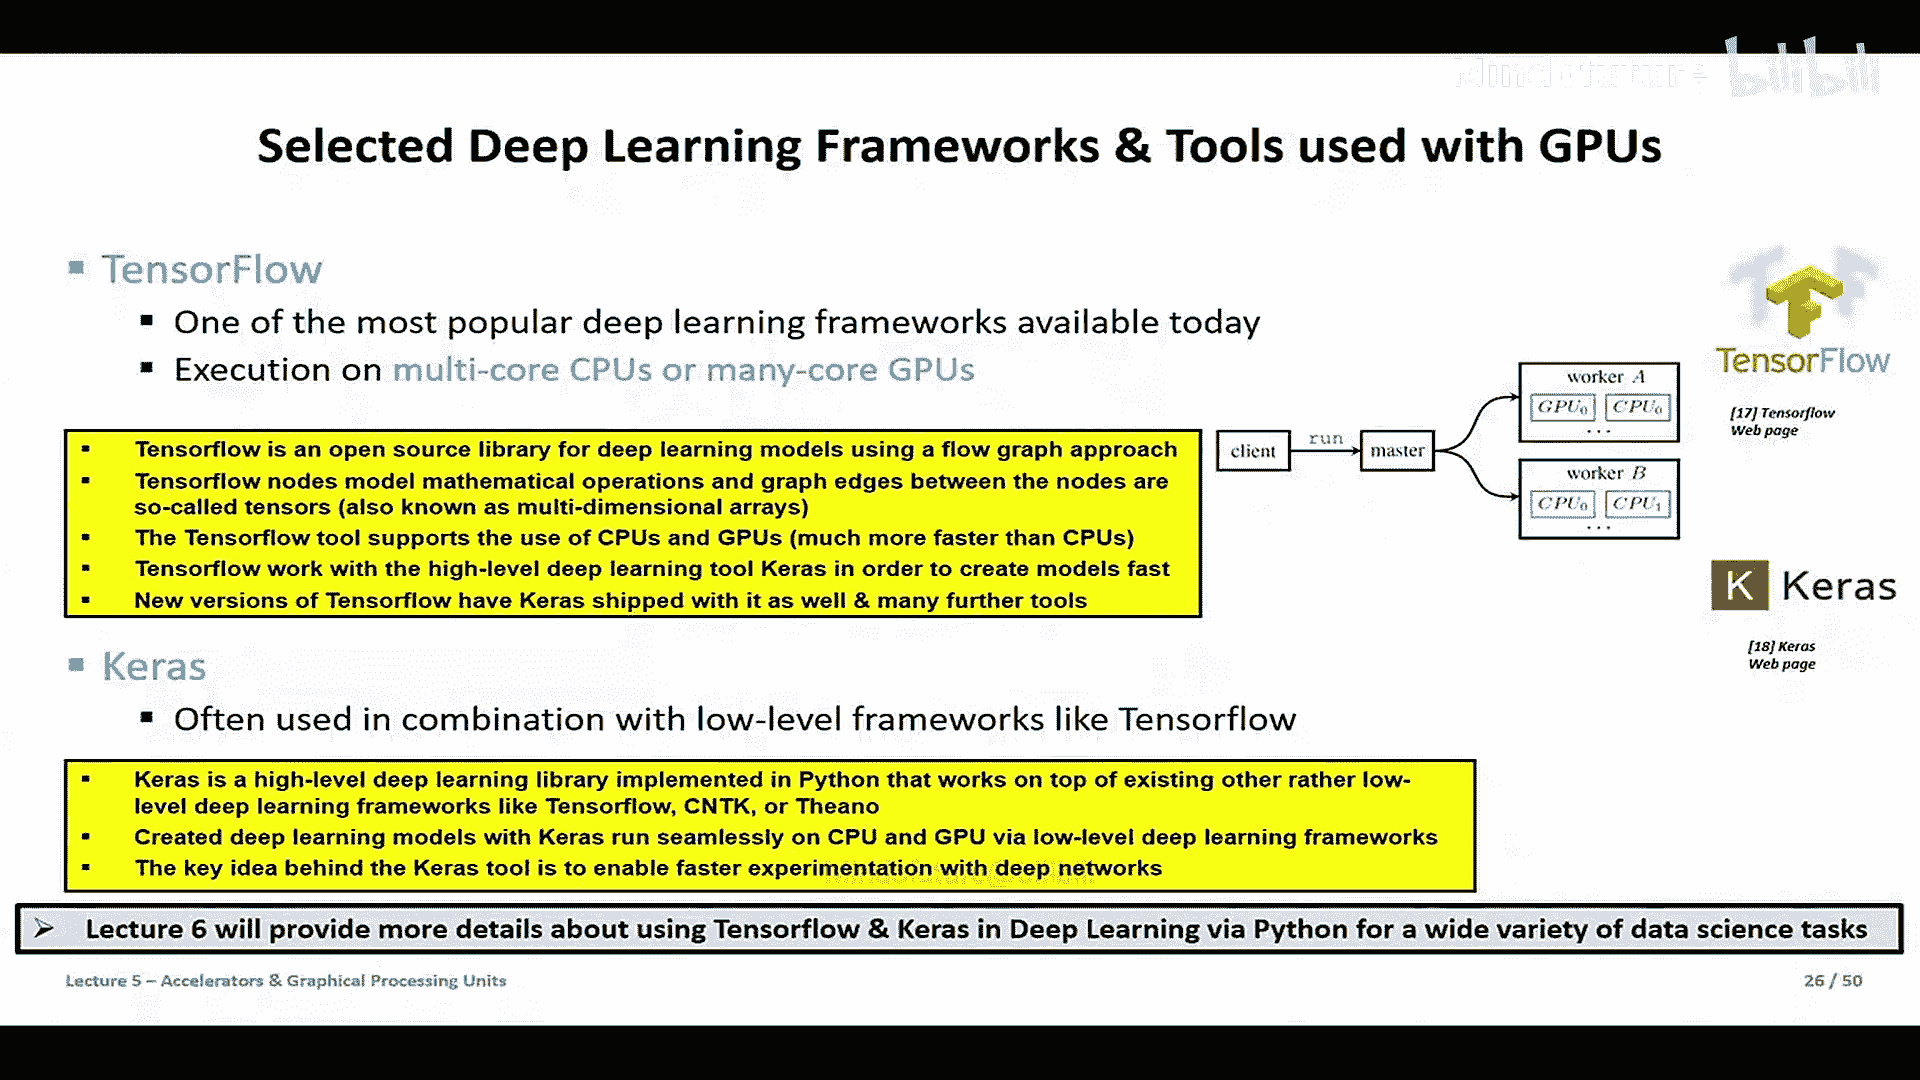 bilibili
Selected Deep Learning Frameworks & Tools used with GPUs
▪ TensorFlow
▪ One of the most popular deep learning frameworks available today
▪ Execution on multi-core CPUs or many-core GPUs
▪ Tensorflow is an open source library for deep learning models using a flow graph approach
▪ Tensorflow nodes model mathematical operations and graph edges between the nodes are
so-called tensors (also known as multi-dimensional arrays)
▪ The Tensorflow tool supports the use of CPUs and GPUs (much more faster than CPUs)
▪ Tensorflow work with the high-level deep learning tool Keras in order to create models fast
▪ New versions of Tensorflow have Keras shipped with it as well & many further tools
client
run
master
worker A
GPU₀ CPU₀
...
worker B
CPU₀ CPU₁
...
TensorFlow
[17] Tensorflow
Web page
K Keras
[18] Keras
Web page
▪ Keras
▪ Often used in combination with low-level frameworks like Tensorflow
▪ Keras is a high-level deep learning library implemented in Python that works on top of existing other rather low-
level deep learning frameworks like Tensorflow, CNTK, or Theano
▪ Created deep learning models with Keras run seamlessly on CPU and GPU via low-level deep learning frameworks
▪ The key idea behind the Keras tool is to enable faster experimentation with deep networks
➢ Lecture 6 will provide more details about using Tensorflow & Keras in Deep Learning via Python for a wide variety of data science tasks
Lecture 5 – Accelerators & Graphical Processing Units
26 / 50